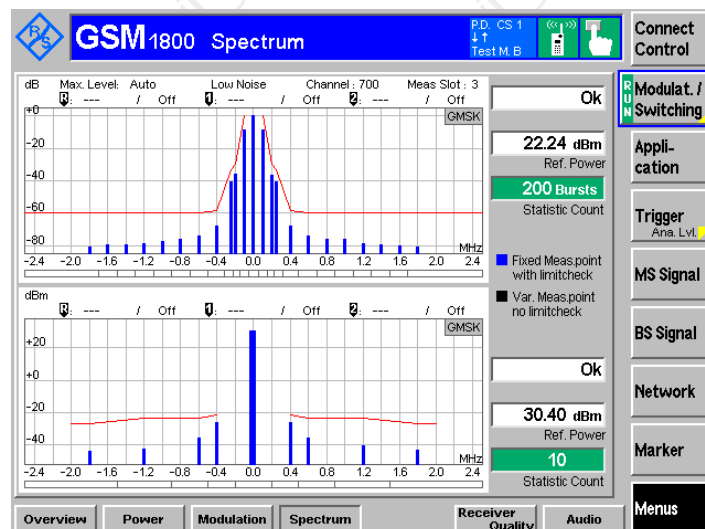 R&S
GSM 1800 Spectrum
P.D. CS 1
Test M. B
Connect Control
dB Max. Level: Auto Low Noise Channel : 700 Meas Slot : 3
R: --- / Off 1: --- / Off 2: --- / Off
GMSK
+0
-20
-40
-60
-80
MHz
-2.4 -2.0 -1.6 -1.2 -0.8 -0.4 0.0 0.4 0.8 1.2 1.6 2.0 2.4
Ok
22.24 dBm
Ref. Power
200 Bursts
Statistic Count
Fixed Meas.point
with limitcheck
Var. Meas.point
no limitcheck
dBm
R: --- / Off 1: --- / Off 2: --- / Off
GMSK
+20
+0
-20
-40
MHz
-2.4 -2.0 -1.6 -1.2 -0.8 -0.4 0.0 0.4 0.8 1.2 1.6 2.0 2.4
Ok
30.40 dBm
Ref. Power
10
Statistic Count
RUN
Modulat. /
Switching
Appli-
cation
Trigger
Ana. Lvl.
MS Signal
BS Signal
Network
Marker
Menus
Overview Power Modulation Spectrum Receiver Quality Audio